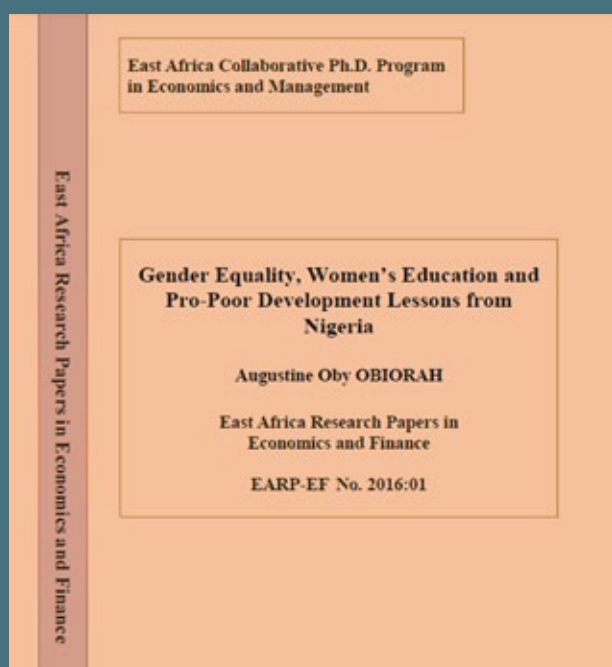 East Africa Collaborative Ph.D. Program
in Economics and Management
East Africa Research Papers in Economics and Finance
Gender Equality, Women's Education and
Pro-Poor Development Lessons from
Nigeria
Augustine Oby OBIORAH
East Africa Research Papers in
Economics and Finance
EARP-EF No. 2016:01